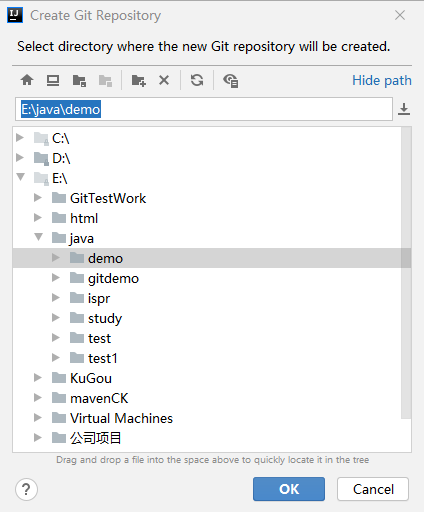 Create Git Repository
Select directory where the new Git repository will be created.
Hide path
E:\java\demo
C:\
D:\
E:\
GitTestWork
html
java
demo
gitdemo
ispr
study
test
test1
KuGou
mavenCK
Virtual Machines
公司项目
Drag and drop a file into the space above to quickly locate it in the tree
?
OK
Cancel